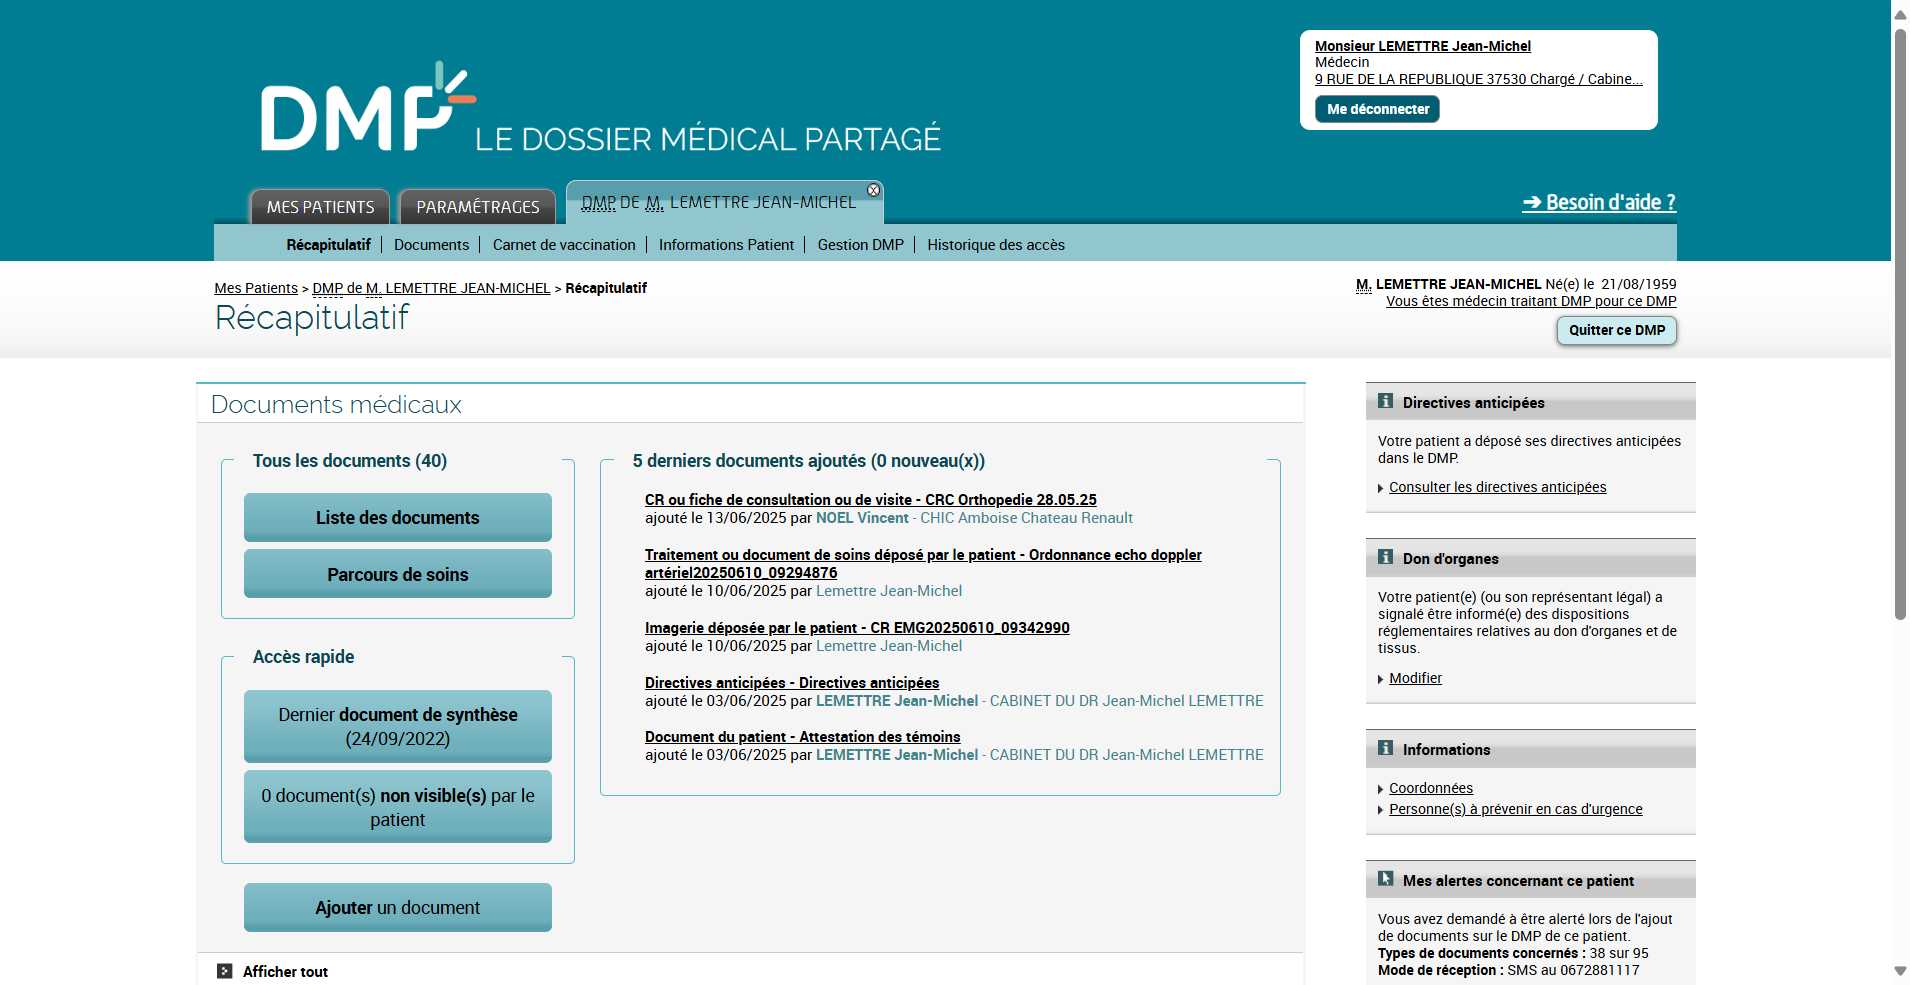 Monsieur LEMETTRE Jean-Michel
Médecin
9 RUE DE LA REPUBLIQUE 37530 Chargé / Cabine...
Me déconnecter
DMP LE DOSSIER MÉDICAL PARTAGÉ
MES PATIENTS
PARAMÉTRAGES
DMP DE M. LEMETTRE JEAN-MICHEL
➔ Besoin d'aide ?
Récapitulatif | Documents | Carnet de vaccination | Informations Patient | Gestion DMP | Historique des accès
Mes Patients > DMP de M. LEMETTRE JEAN-MICHEL > Récapitulatif
Récapitulatif
M. LEMETTRE JEAN-MICHEL Né(e) le 21/08/1959
Vous êtes médecin traitant DMP pour ce DMP
Quitter ce DMP
Documents médicaux
Tous les documents (40)
Liste des documents
Parcours de soins
Accès rapide
Dernier document de synthèse
(24/09/2022)
0 document(s) non visible(s) par le
patient
Ajouter un document
Afficher tout
5 derniers documents ajoutés (0 nouveau(x))
CR ou fiche de consultation ou de visite - CRC Orthopedie 28.05.25
ajouté le 13/06/2025 par NOEL Vincent - CHIC Amboise Chateau Renault
Traitement ou document de soins déposé par le patient - Ordonnance echo doppler
artériel20250610_09294876
ajouté le 10/06/2025 par Lemettre Jean-Michel
Imagerie déposée par le patient - CR EMG20250610_09342990
ajouté le 10/06/2025 par Lemettre Jean-Michel
Directives anticipées - Directives anticipées
ajouté le 03/06/2025 par LEMETTRE Jean-Michel - CABINET DU DR Jean-Michel LEMETTRE
Document du patient - Attestation des témoins
ajouté le 03/06/2025 par LEMETTRE Jean-Michel - CABINET DU DR Jean-Michel LEMETTRE
Directives anticipées
Votre patient a déposé ses directives anticipées
dans le DMP.
Consulter les directives anticipées
Don d'organes
Votre patient(e) (ou son représentant légal) a
signalé être informé(e) des dispositions
réglementaires relatives au don d'organes et de
tissus.
Modifier
Informations
Coordonnées
Personne(s) à prévenir en cas d'urgence
Mes alertes concernant ce patient
Vous avez demandé à être alerté lors de l'ajout
de documents sur le DMP de ce patient.
Types de documents concernés : 38 sur 95
Mode de réception : SMS au 0672881117